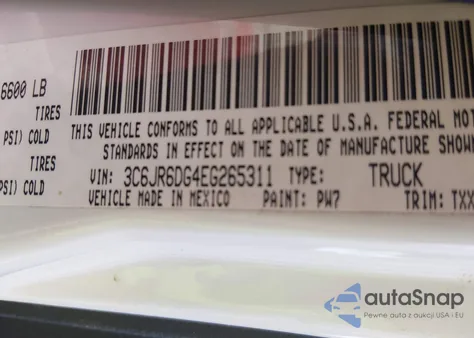 6600 LB
TIRES
PSI) COLD
TIRES
PSI) COLD
THIS VEHICLE CONFORMS TO ALL APPLICABLE U.S.A. FEDERAL MOT
STANDARDS IN EFFECT ON THE DATE OF MANUFACTURE SHOWN
VIN: 3C6JR6DG4EG265311 TYPE: TRUCK
VEHICLE MADE IN MEXICO PAINT: PW7 TRIM: TXX
autaSnap
Pewne auta z aukcji USA i EU